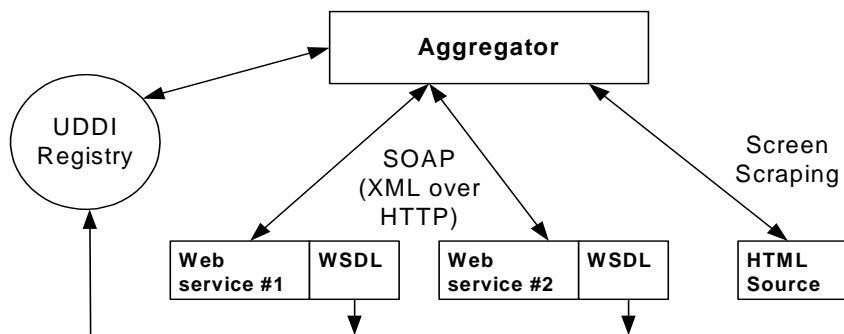 Aggregator
UDDI
Registry
SOAP
(XML over
HTTP)
Screen
Scraping
Web
service #1
WSDL
Web
service #2
WSDL
HTML
Source